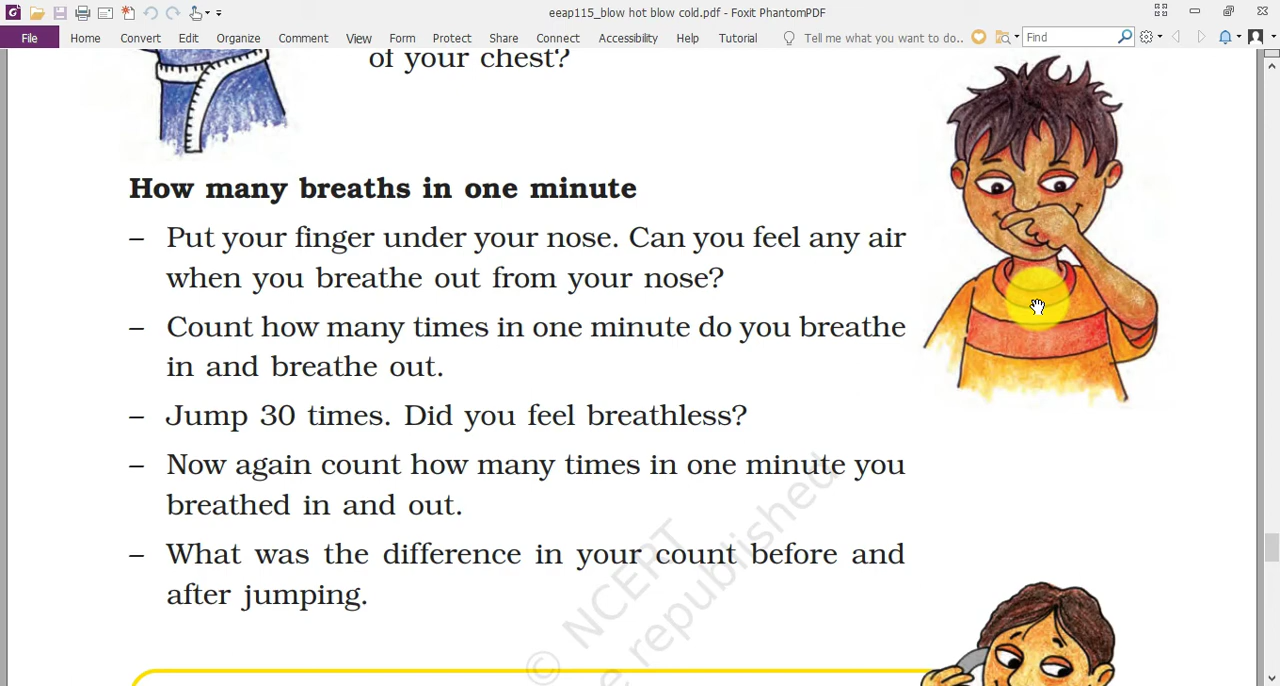 eeap115_blow hot blow cold.pdf - Foxit PhantomPDF
File Home Convert Edit Organize Comment View Form Protect Share Connect Accessibility Help Tutorial Tell me what you want to do.. Find
of your chest?
How many breaths in one minute
– Put your finger under your nose. Can you feel any air
when you breathe out from your nose?
– Count how many times in one minute do you breathe
in and breathe out.
– Jump 30 times. Did you feel breathless?
– Now again count how many times in one minute you
breathed in and out.
– What was the difference in your count before and
after jumping.
© NCERT
be republished